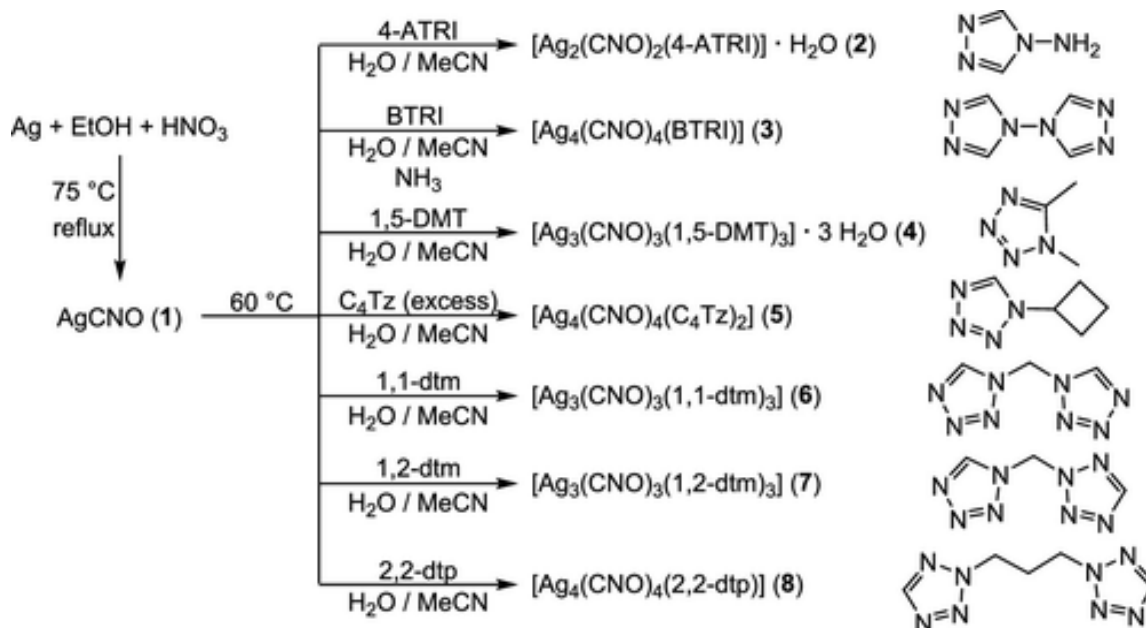 4-ATRI
H₂O / MeCN
[Ag₂(CNO)₂(4-ATRI)] · H₂O (2)
N
N
N–NH₂
Ag + EtOH + HNO₃
75 °C
reflux
AgCNO (1)
60 °C
BTRI
H₂O / MeCN
NH₃
[Ag₄(CNO)₄(BTRI)] (3)
N
N
N–N
N
N
1,5-DMT
H₂O / MeCN
[Ag₃(CNO)₃(1,5-DMT)₃] · 3 H₂O (4)
N
N
N
N
C₄Tz (excess)
H₂O / MeCN
[Ag₄(CNO)₄(C₄Tz)₂] (5)
N
N
N
N
1,1-dtm
H₂O / MeCN
[Ag₃(CNO)₃(1,1-dtm)₃] (6)
N
N
N
N
N
N
N
N
1,2-dtm
H₂O / MeCN
[Ag₃(CNO)₃(1,2-dtm)₃] (7)
N
N
N
N
N
N
N
N
2,2-dtp
H₂O / MeCN
[Ag₄(CNO)₄(2,2-dtp)] (8)
N
N
N
N
N
N
N
N